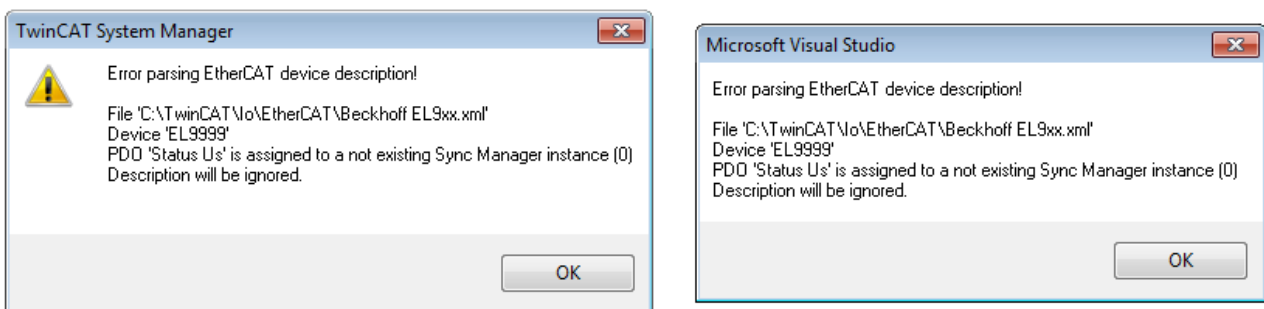 TwinCAT System Manager
Error parsing EtherCAT device description!
File 'C:\TwinCAT\Io\EtherCAT\Beckhoff EL9xx.xml'
Device 'EL9999'
PDO 'Status Us' is assigned to a not existing Sync Manager instance (0)
Description will be ignored.
OK
Microsoft Visual Studio
Error parsing EtherCAT device description!
File 'C:\TwinCAT\Io\EtherCAT\Beckhoff EL9xx.xml'
Device 'EL9999'
PDO 'Status Us' is assigned to a not existing Sync Manager instance (0)
Description will be ignored.
OK